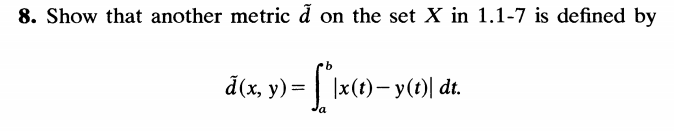 8. Show that another metric d̃ on the set X in 1.1-7 is defined by
d̃(x, y) = ∫_a^b |x(t) − y(t)| dt.